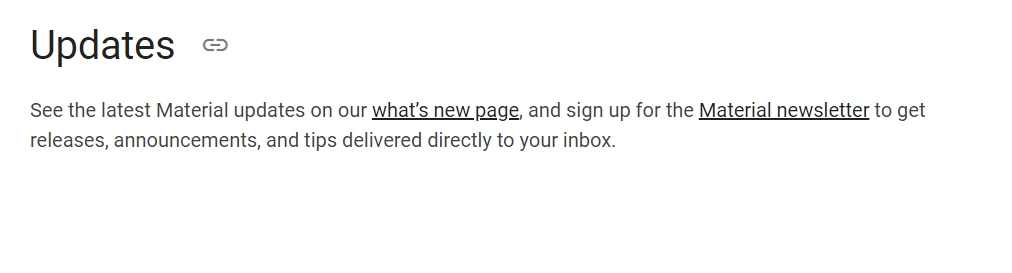 Updates
See the latest Material updates on our what’s new page, and sign up for the Material newsletter to get
releases, announcements, and tips delivered directly to your inbox.